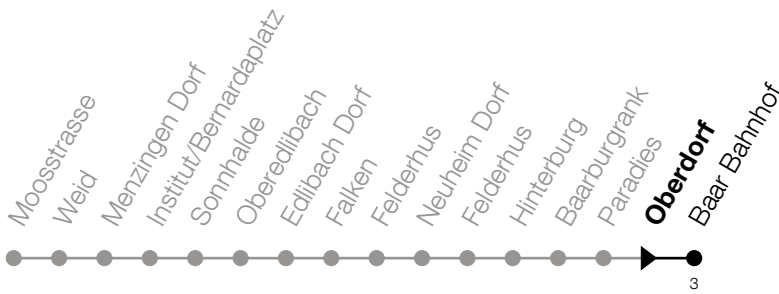 Moosstrasse
Weid
Menzingen Dorf
Institut/Bernardaplatz
Sonnhalde
Oberedlibach
Edlibach Dorf
Falken
Felderhus
Neuheim Dorf
Felderhus
Hinterburg
Baarburgrank
Paradies
Oberdorf
Baar Bahnhof
3